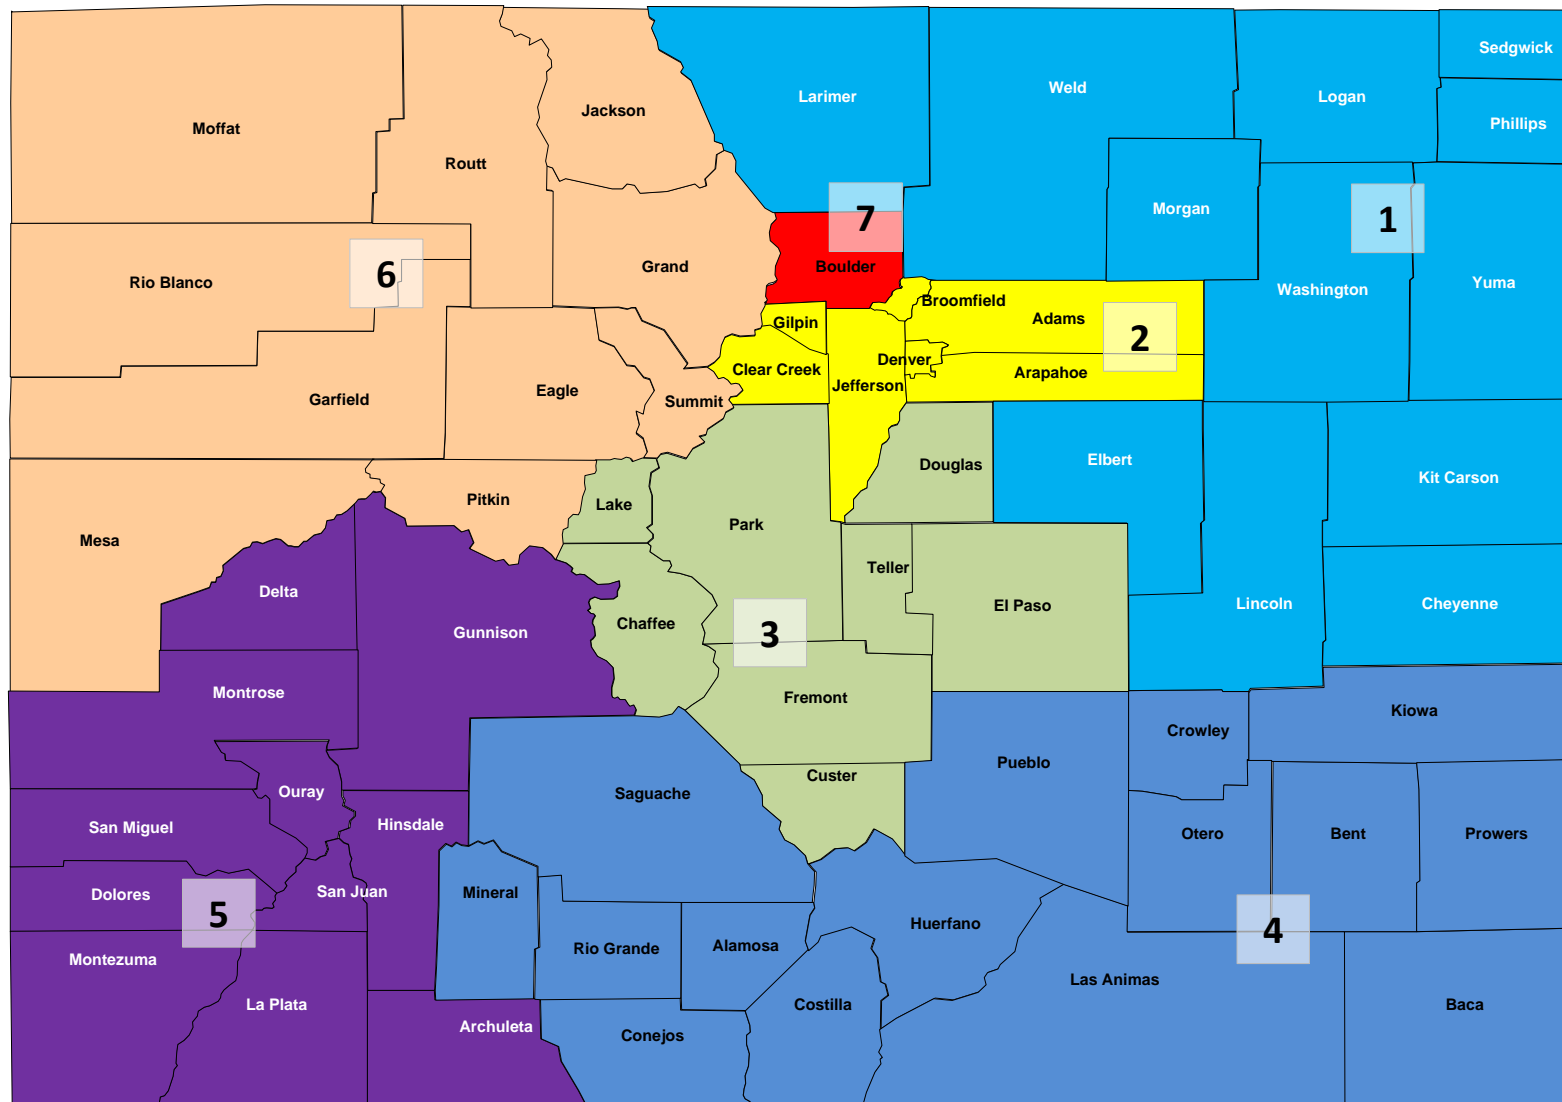 Sedgwick
Larimer
Weld
Logan
Jackson
Phillips
Moffat
Routt
Morgan
7
1
Boulder
Grand
6
Rio Blanco
Washington
Yuma
Broomfield
Gilpin
Adams
2
Denver
Clear Creek
Arapahoe
Jefferson
Eagle
Garfield
Summit
Elbert
Douglas
Kit Carson
Pitkin
Lake
Park
Mesa
Teller
Delta
El Paso
Lincoln
Cheyenne
Chaffee
Gunnison
3
Montrose
Fremont
Kiowa
Crowley
Pueblo
Custer
Ouray
Saguache
San Miguel
Hinsdale
Otero
Bent
Prowers
Dolores
San Juan
Mineral
5
Huerfano
4
Alamosa
Rio Grande
Montezuma
Las Animas
La Plata
Costilla
Baca
Archuleta
Conejos